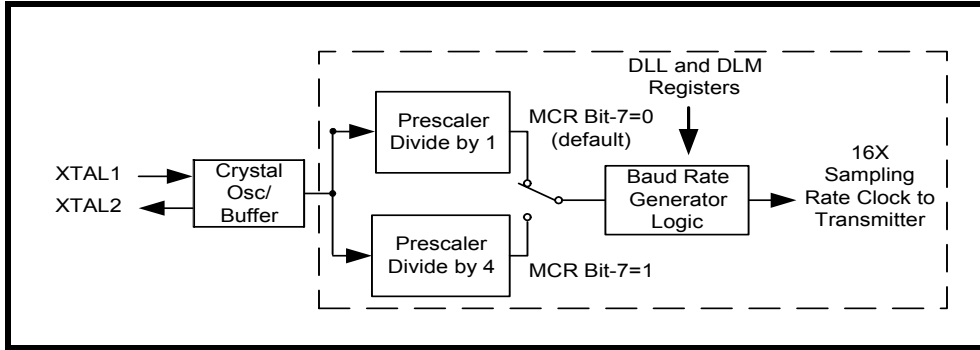 DLL and DLM
Registers
Prescaler
Divide by 1
MCR Bit-7=0
(default)
XTAL1
XTAL2
Crystal
Osc/
Buffer
Baud Rate
Generator
Logic
16X
Sampling
Rate Clock to
Transmitter
Prescaler
Divide by 4
MCR Bit-7=1